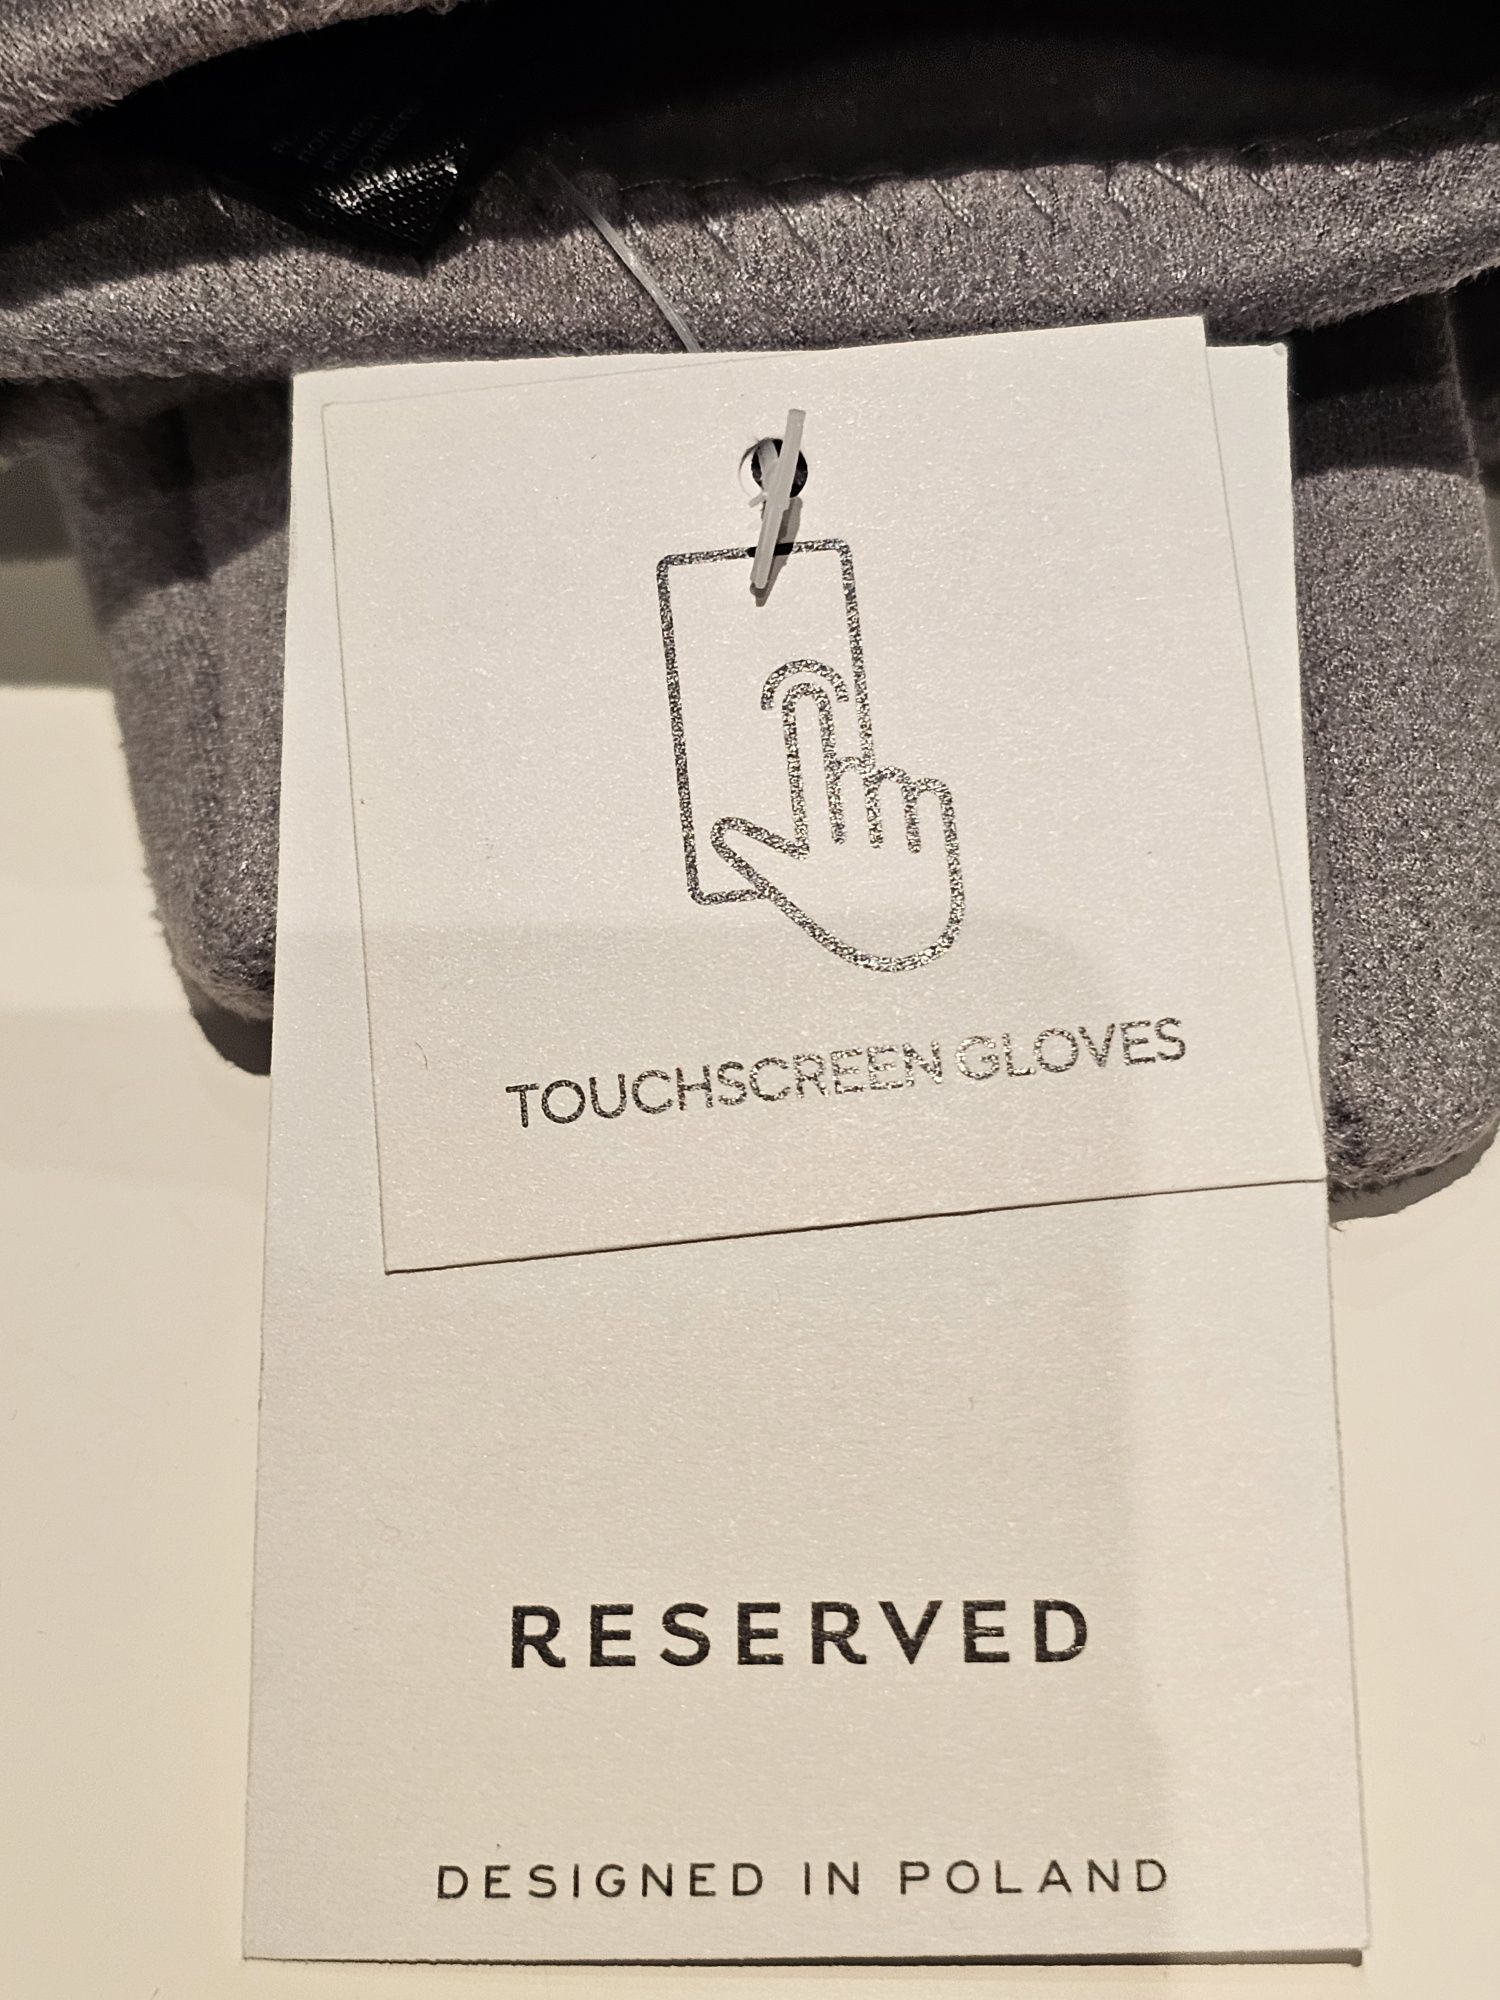 TOUCHSCREEN GLOVES
RESERVED
DESIGNED IN POLAND